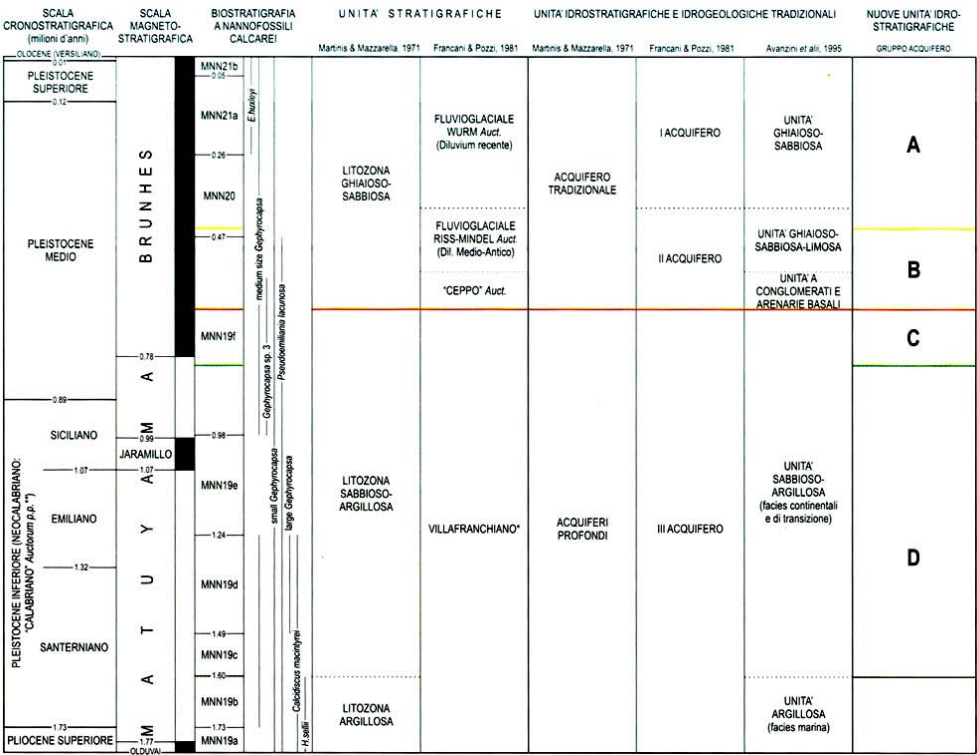 SCALA
CRONOSTRATIGRAFICA
(milioni d'anni)
SCALA
MAGNETO-
STRATIGRAFICA
BIOSTRATIGRAFIA
A NANNOFOSSILI
CALCAREI
UNITA' STRATIGRAFICHE
UNITA' IDROSTRATIGRAFICHE E IDROGEOLOGICHE TRADIZIONALI
NUOVE UNITA' IDRO-
STRATIGRAFICHE
Martinis & Mazzarella, 1971
Francani & Pozzi, 1981
Martinis & Mazzarella, 1971
Francani & Pozzi, 1981
Avanzini et alii, 1995
GRUPPO ACQUIFERO
OLOCENE (VERSILIANO)
0.01
PLEISTOCENE
SUPERIORE
0.12
PLEISTOCENE
MEDIO
0.89
PLEISTOCENE INFERIORE (NEOCALABRIANO:
"CALABRIANO" Auctorum p.p.**)
SICILIANO
1.07
EMILIANO
1.32
SANTERNIANO
1.73
PLIOCENE SUPERIORE
BRUNHES
0.78
MATUYAMA
0.99
JARAMILLO
1.07
1.77
OLDUVAI
MNN21b
0.05
MNN21a
0.26
MNN20
0.47
MNN19f
0.98
MNN19e
1.24
MNN19d
1.49
MNN19c
1.60
MNN19b
1.73
MNN19a
E.huxleyi
medium size Gephyrocapsa
Gephyrocapsa sp. 3
Pseudoemiliania lacunosa
small Gephyrocapsa
large Gephyrocapsa
Calcidiscus macintyrei
H.sellii
LITOZONA
GHIAIOSO-
SABBIOSA
LITOZONA
SABBIOSO-
ARGILLOSA
LITOZONA
ARGILLOSA
FLUVIOGLACIALE
WURM Auct.
(Diluvium recente)
FLUVIOGLACIALE
RISS-MINDEL Auct.
(Dil. Medio-Antico)
"CEPPO" Auct.
VILLAFRANCHIANO*
ACQUIFERO
TRADIZIONALE
ACQUIFERI
PROFONDI
I ACQUIFERO
II ACQUIFERO
III ACQUIFERO
UNITA'
GHIAIOSO-
SABBIOSA
UNITA' GHIAIOSO-
SABBIOSA-LIMOSA
UNITA' A
CONGLOMERATI E
ARENARIE BASALI
UNITA'
SABBIOSO-
ARGILLOSA
(facies continentali
e di transizione)
UNITA'
ARGILLOSA
(facies marina)
A
B
C
D